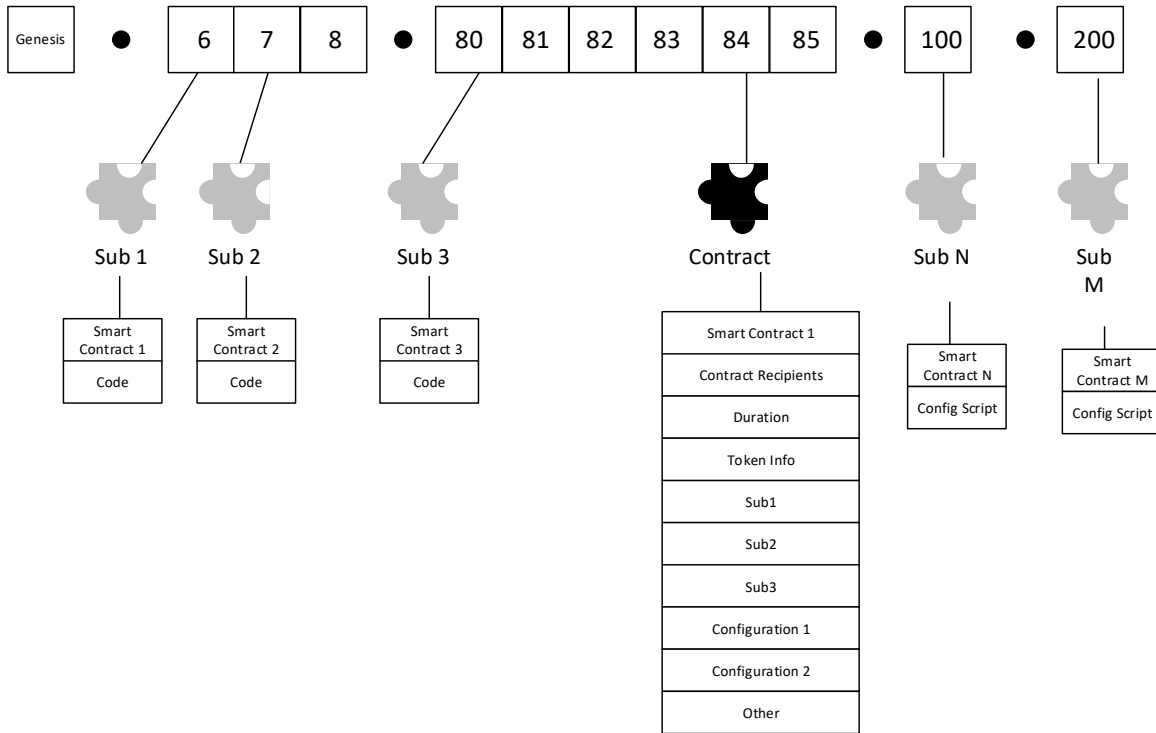 Genesis
6
7
8
80
81
82
83
84
85
100
200
Sub 1
Sub 2
Sub 3
Contract
Sub N
Sub
M
Smart
Contract 1
Code
Smart
Contract 2
Code
Smart
Contract 3
Code
Smart Contract 1
Contract Recipients
Duration
Token Info
Sub1
Sub2
Sub3
Configuration 1
Configuration 2
Other
Smart
Contract N
Config Script
Smart
Contract M
Config Script